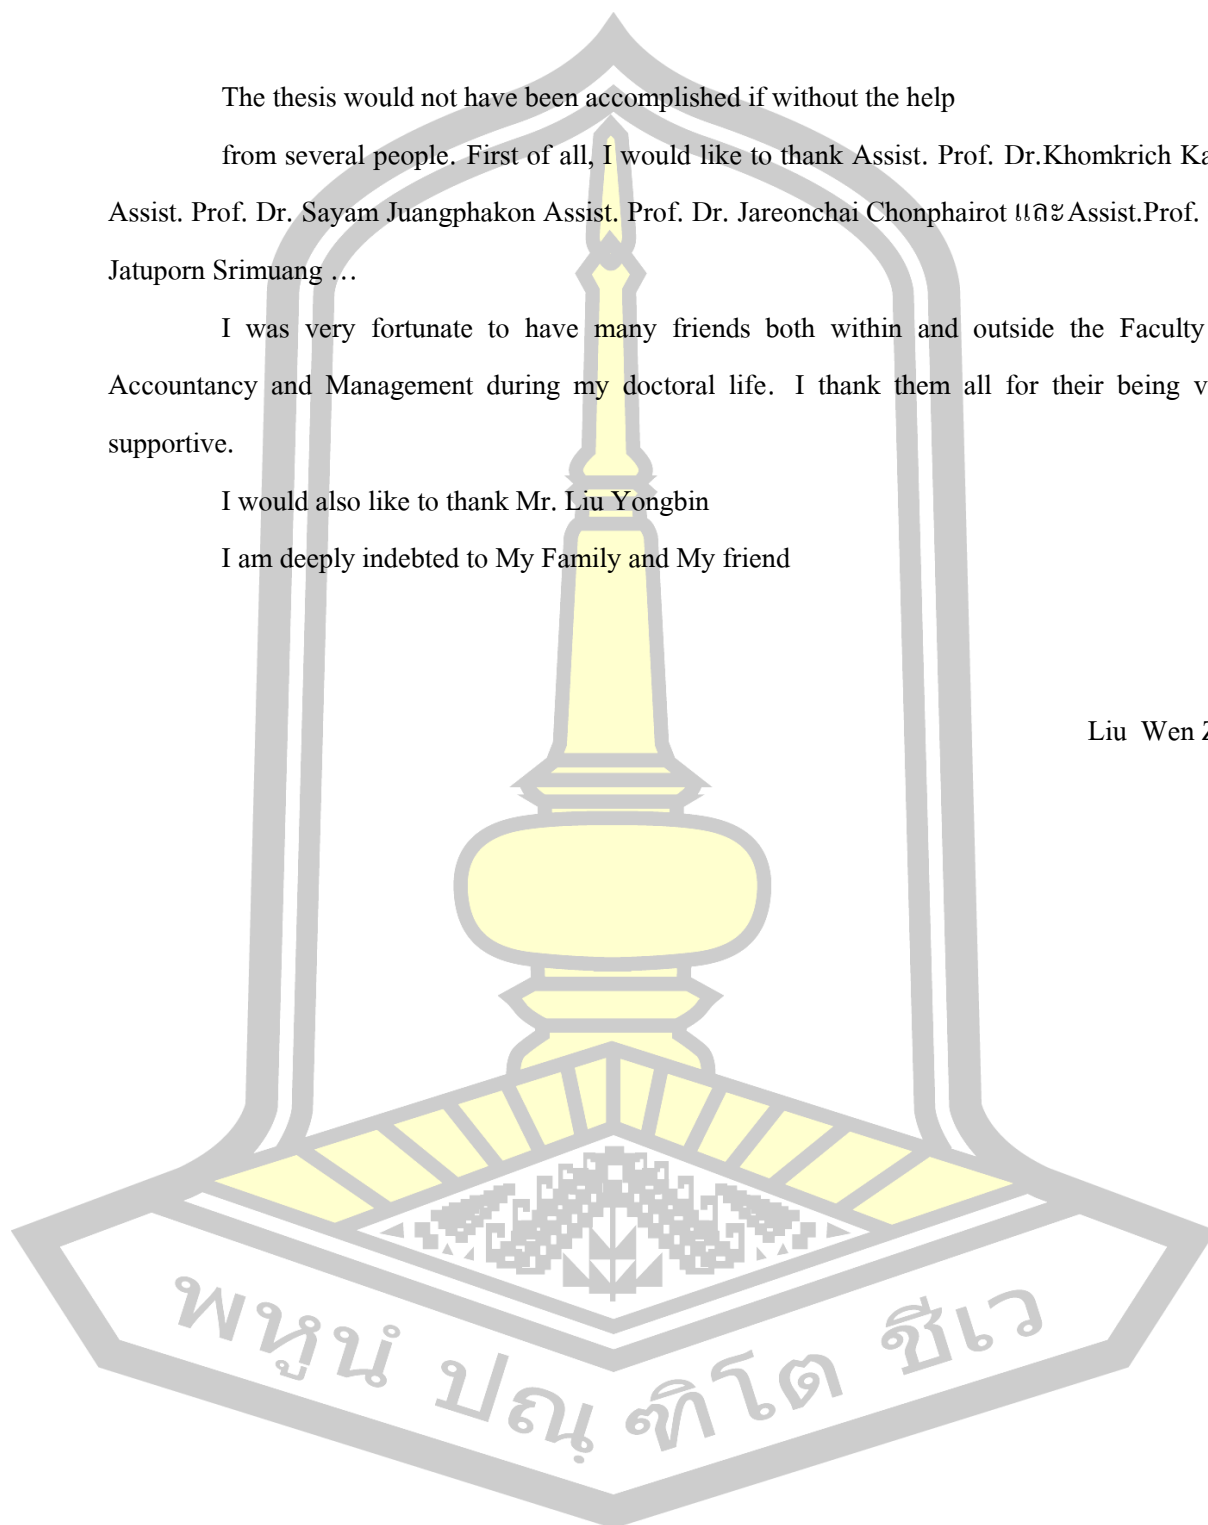 The thesis would not have been accomplished if without the help
from several people. First of all, I would like to thank Assist. Prof. Dr.Khomkrich
Assist. Prof. Dr. Sayam Juangphakon Assist. Prof. Dr. Jareonchai Chonphairot และ Assist.Prof.
Jatuporn Srimuang …
I was very fortunate to have many friends both within and outside the Faculty
Accountancy and Management during my doctoral life. I thank them all for their being
supportive.
I would also like to thank Mr. Liu Yongbin
I am deeply indebted to My Family and My friend
Liu Wen
พหูนํ ปณฺฑิโต ชีเว